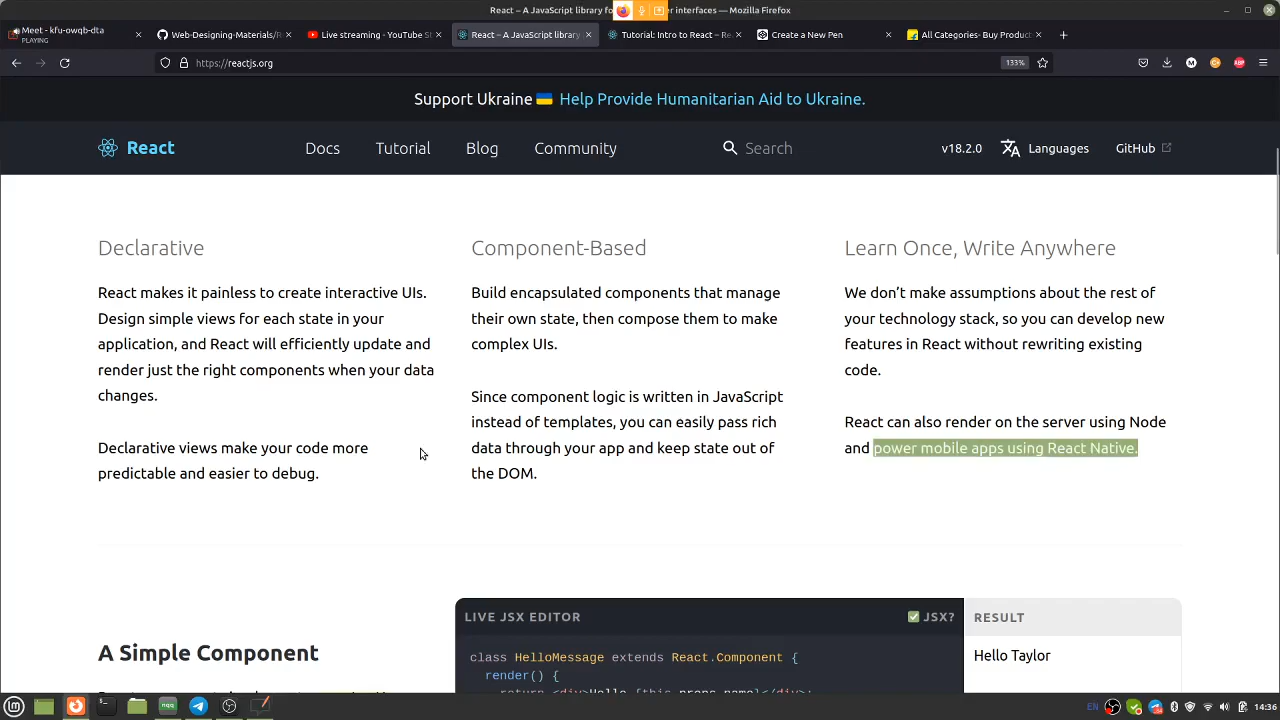 React – A JavaScript library fo
er interfaces — Mozilla Firefox
Meet - kfu-owqb-dta
PLAYING
Web-Designing-Materials/R
Live streaming - YouTube St
React – A JavaScript library
Tutorial: Intro to React – Re
Create a New Pen
All Categories- Buy Product
https://reactjs.org
133%
Support Ukraine 🇺🇦 Help Provide Humanitarian Aid to Ukraine.
React
Docs
Tutorial
Blog
Community
Search
v18.2.0
Languages
GitHub
Declarative
React makes it painless to create interactive UIs.
Design simple views for each state in your
application, and React will efficiently update and
render just the right components when your data
changes.
Declarative views make your code more
predictable and easier to debug.
Component-Based
Build encapsulated components that manage
their own state, then compose them to make
complex UIs.
Since component logic is written in JavaScript
instead of templates, you can easily pass rich
data through your app and keep state out of
the DOM.
Learn Once, Write Anywhere
We don’t make assumptions about the rest of
your technology stack, so you can develop new
features in React without rewriting existing
code.
React can also render on the server using Node
and power mobile apps using React Native.
A Simple Component
LIVE JSX EDITOR
JSX?
class HelloMessage extends React.Component {
render() {
return <div>Hello {this.props.name}</div>;
RESULT
Hello Taylor
EN
14:36